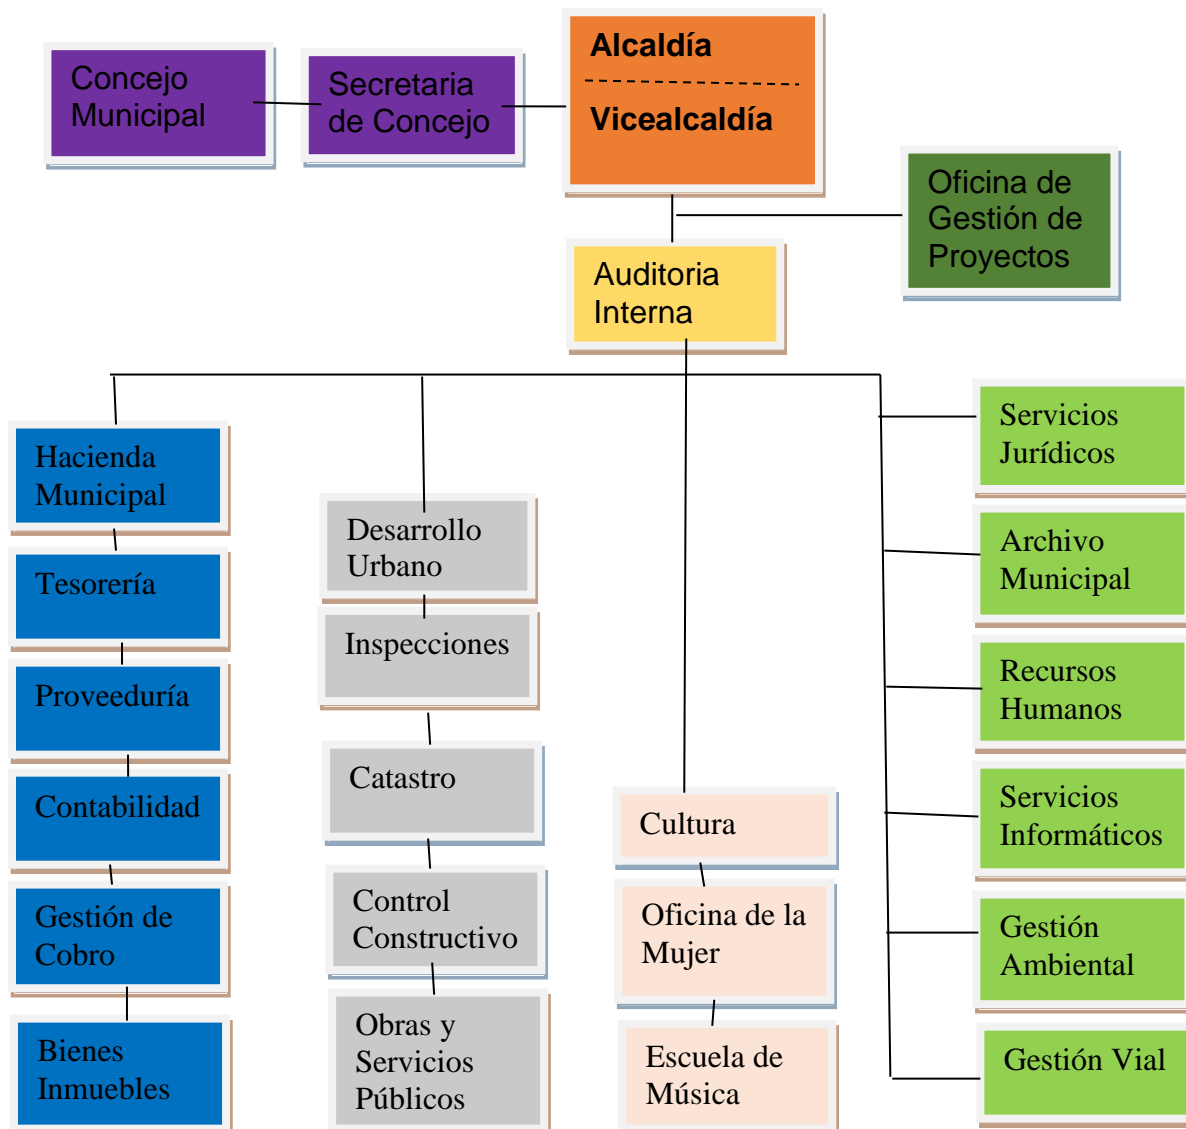 Concejo
Municipal
Secretaria
de Concejo
Alcaldía
Vicealcaldía
Oficina de
Gestión de
Proyectos
Auditoria
Interna
Hacienda
Municipal
Tesorería
Proveeduría
Contabilidad
Gestión de
Cobro
Bienes
Inmuebles
Desarrollo
Urbano
Inspecciones
Catastro
Control
Constructivo
Obras y
Servicios
Públicos
Cultura
Oficina de la
Mujer
Escuela de
Música
Servicios
Jurídicos
Archivo
Municipal
Recursos
Humanos
Servicios
Informáticos
Gestión
Ambiental
Gestión Vial